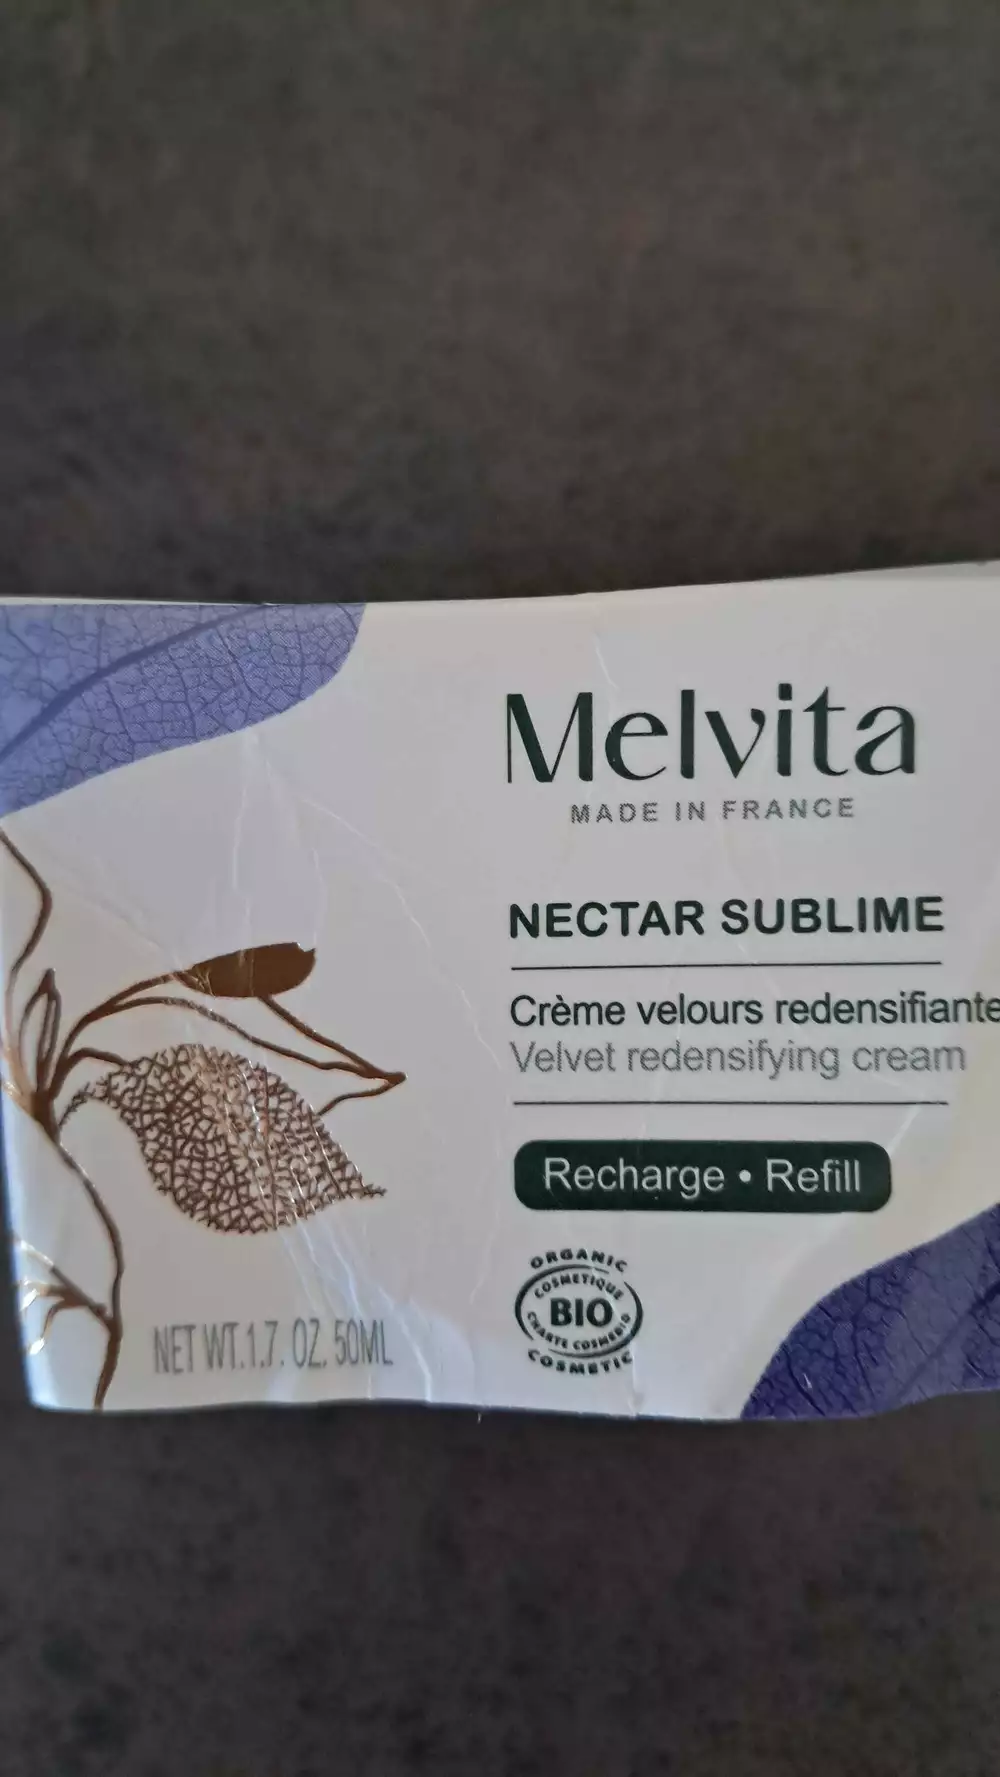 Melvita
MADE IN FRANCE
NECTAR SUBLIME
Crème velours redensifiante
Velvet redensifying cream
Recharge • Refill
ORGANIC
COSMETIQUE
BIO
CHARTE COSMEBIO
COSMETIC
NET WT.1.7. OZ. 50ML